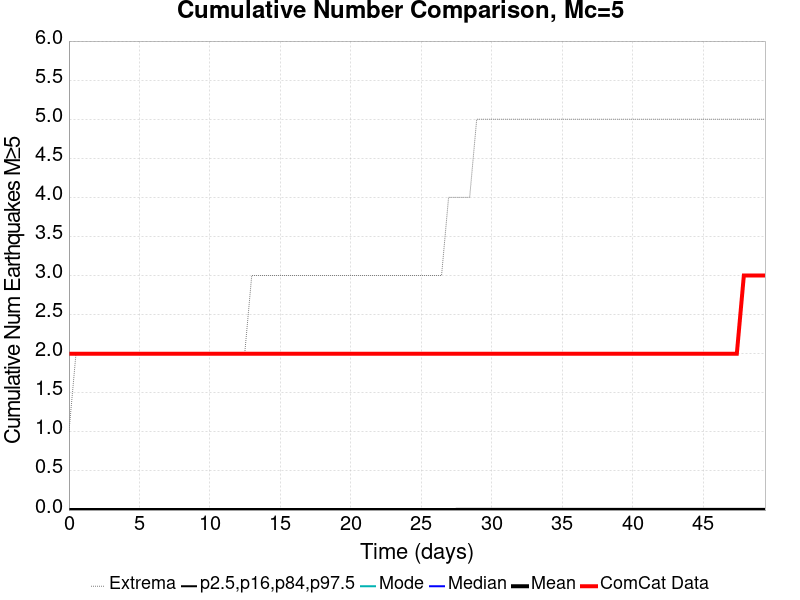 Cumulative Number Comparison, Mc=5
Cumulative Num Earthquakes M≥5
6.0
5.5
5.0
4.5
4.0
3.5
3.0
2.5
2.0
1.5
1.0
0.5
0.0
0 5 10 15 20 25 30 35 40 45
Time (days)
Extrema p2.5,p16,p84,p97.5 Mode Median Mean ComCat Data